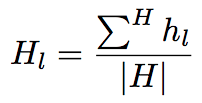 H_l = \frac{\sum^{H} h_l}{|H|}